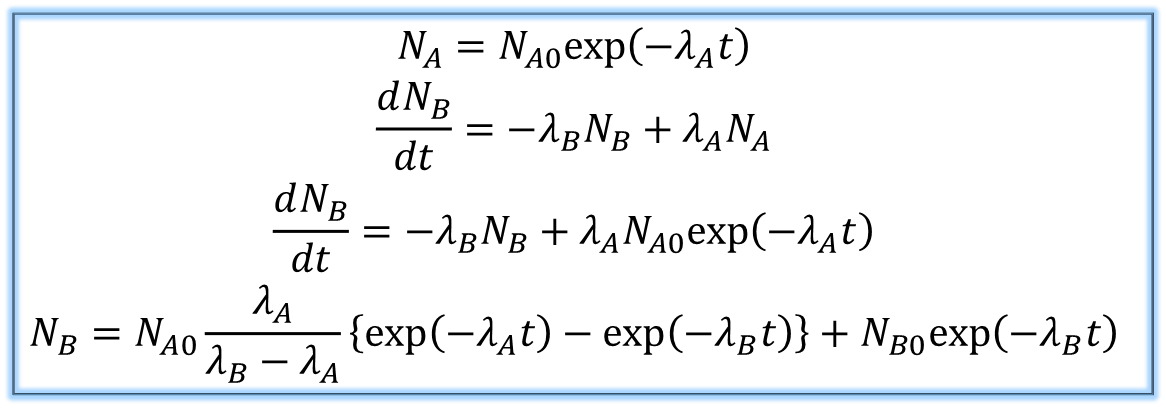 N_A = N_{A0}exp(−λ_A t)
dN_B/dt = −λ_B N_B + λ_A N_A
dN_B/dt = −λ_B N_B + λ_A N_{A0}exp(−λ_A t)
N_B = N_{A0} λ_A/(λ_B − λ_A) {exp(−λ_A t) − exp(−λ_B t)} + N_{B0}exp(−λ_B t)